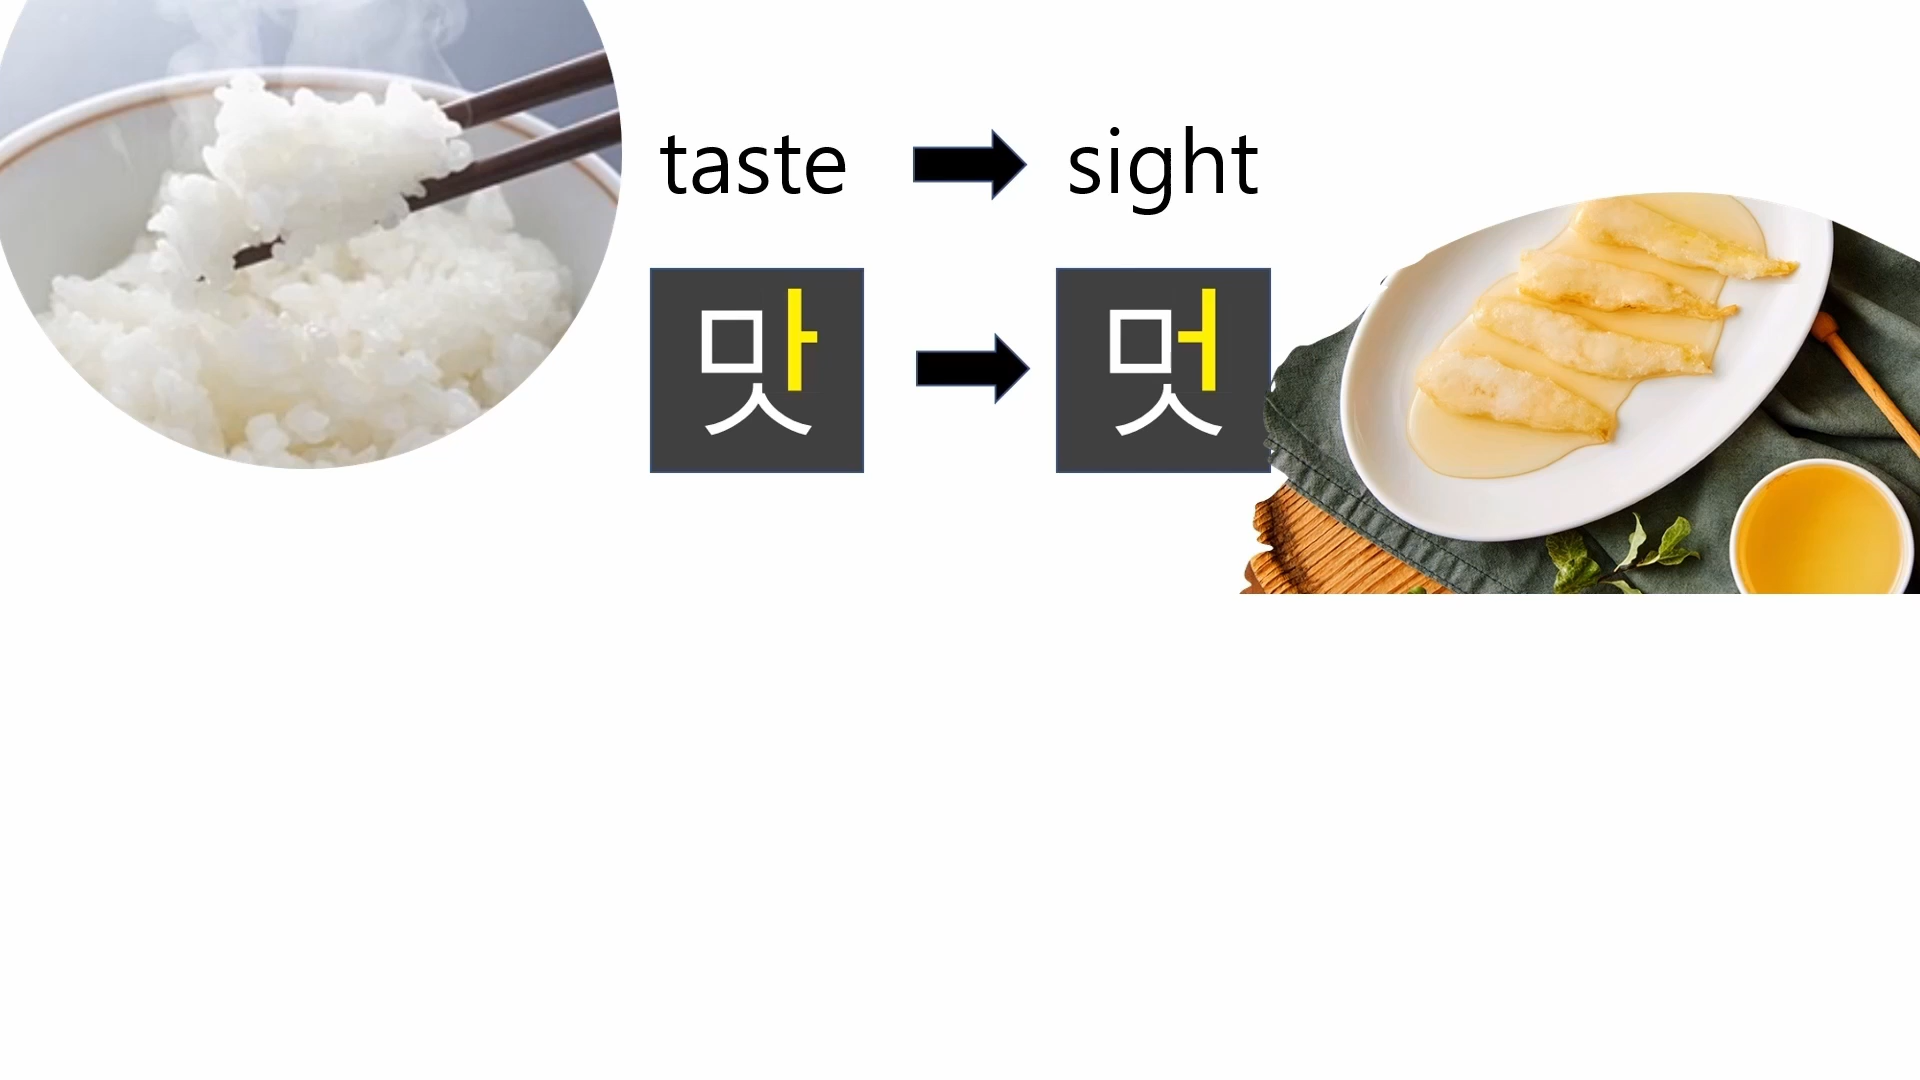 taste sight
맛 멋